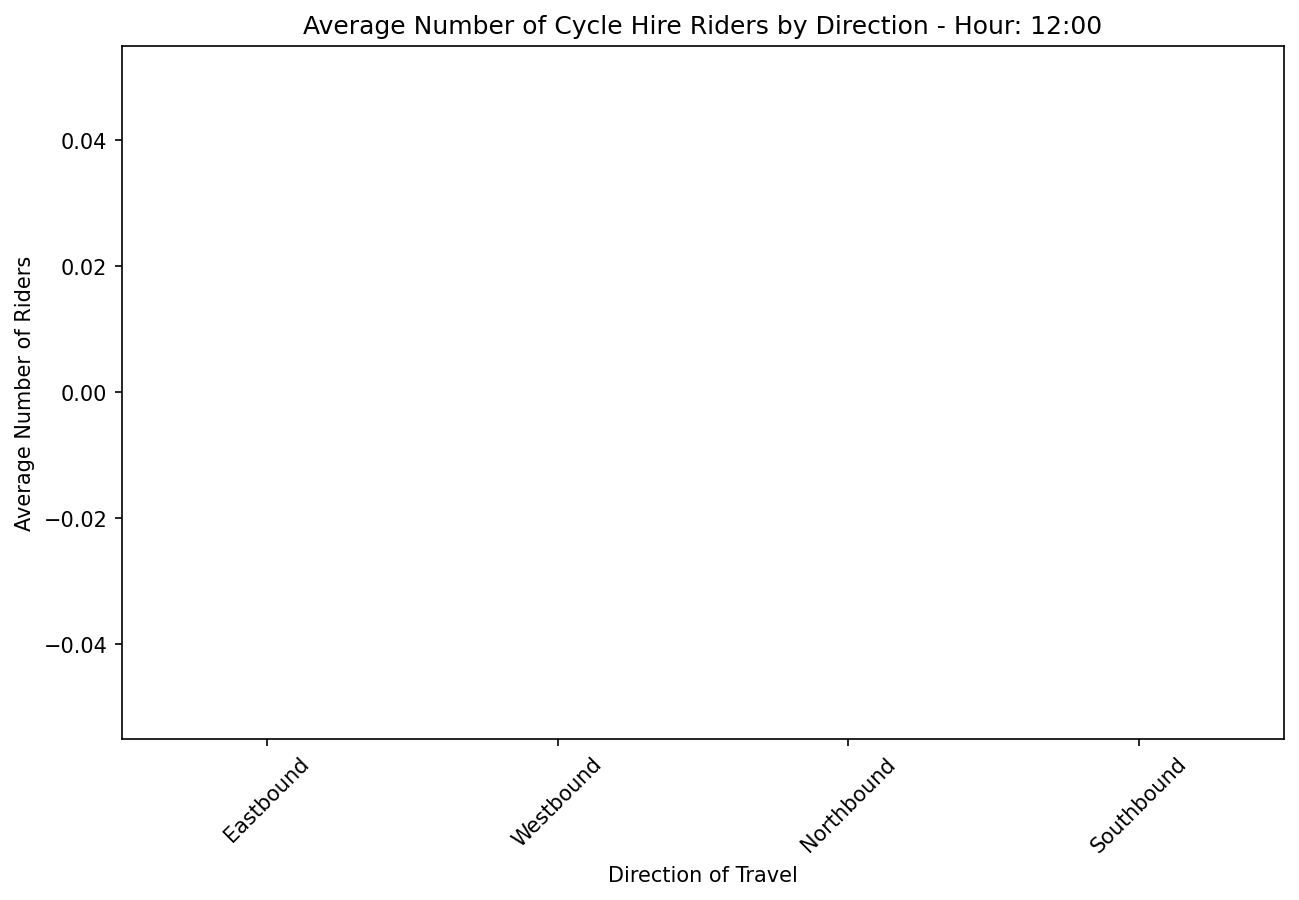 Average Number of Cycle Hire Riders by Direction - Hour: 12:00
Average Number of Riders
0.04
0.02
0.00
−0.02
−0.04
Eastbound
Westbound
Northbound
Southbound
Direction of Travel